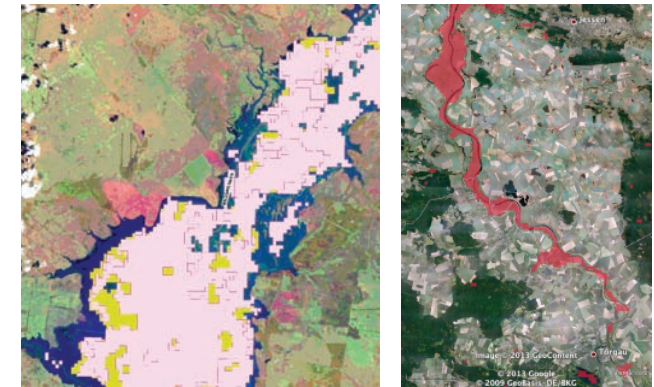 Jessen
Torgau
Image © 2013 GeoContent
© 2013 Google
© 2009 GeoBasis-DE/BKG